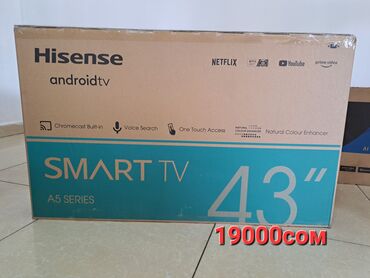 Hisense
androidtv
NETFLIX
YouTube
prime video
Chromecast Built-in
Voice Search
One Touch Access
Natural Colour Enhancer
SMART TV
A5 SERIES
43"
19000сом